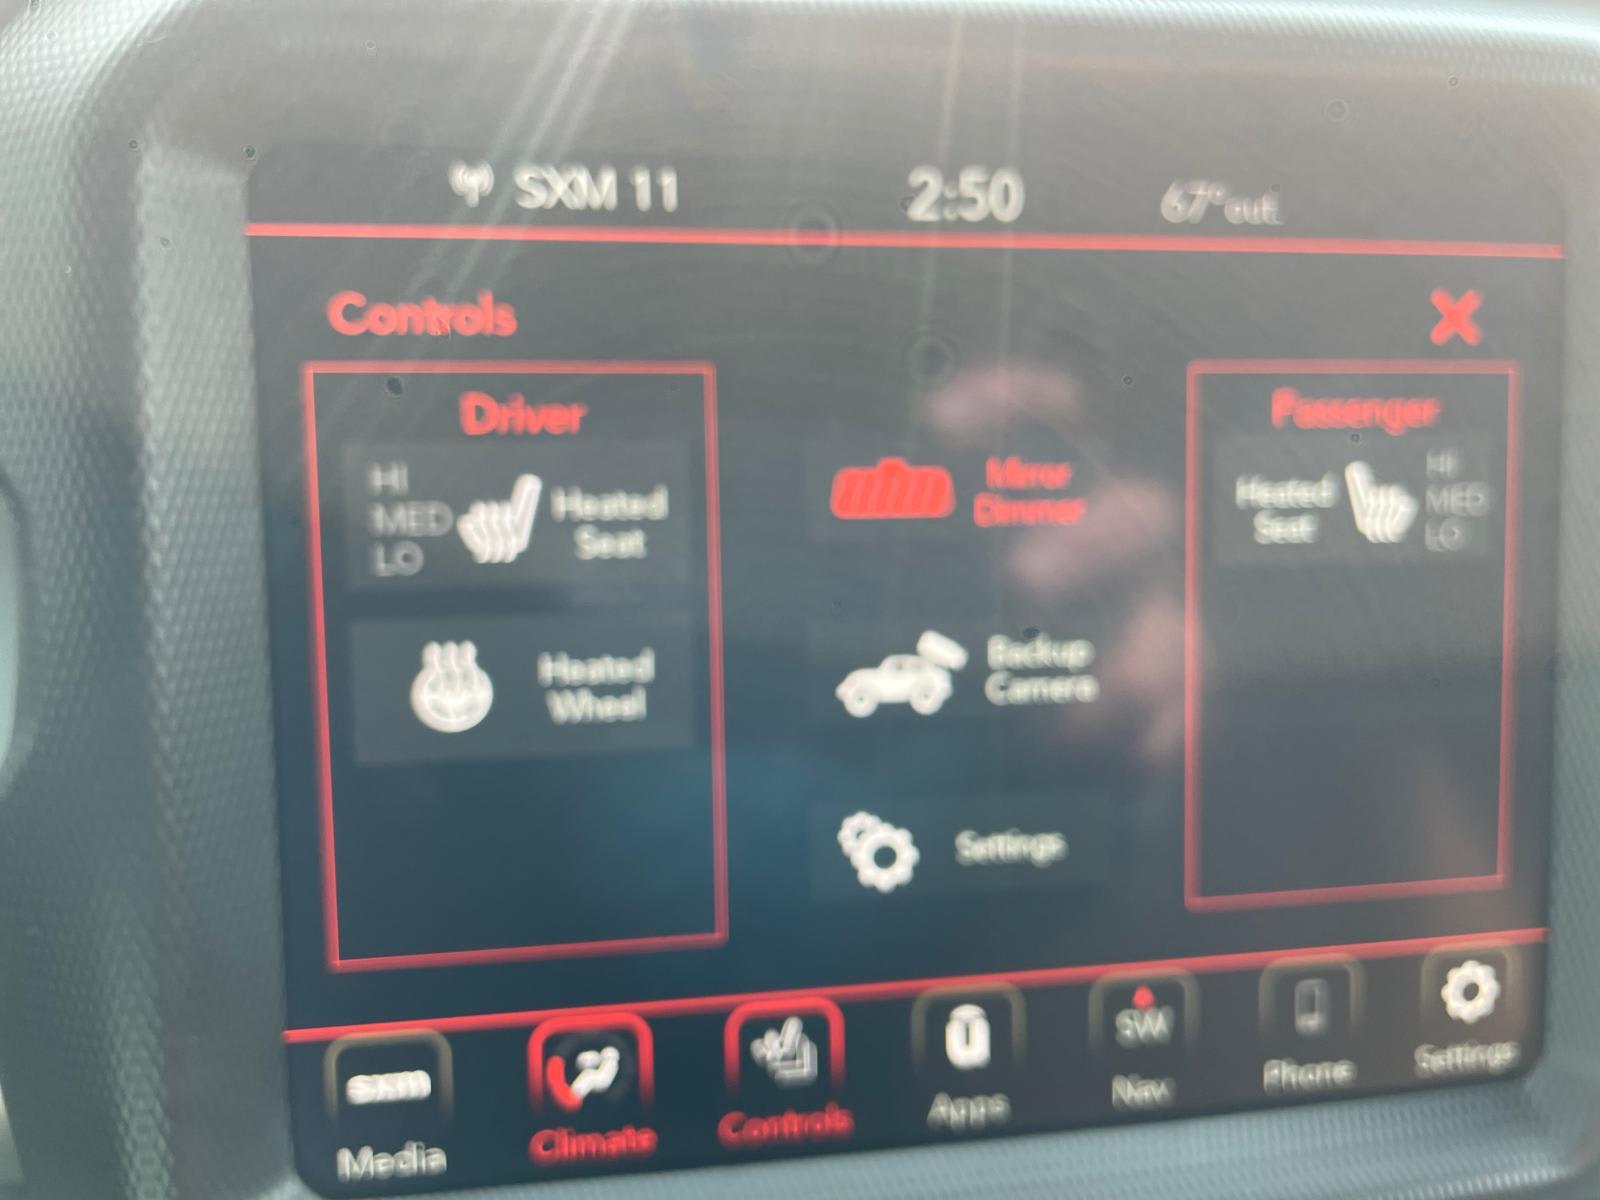 SXM 11
2:50
67° out
Controls
Driver
HI
MED
LO
Heated
Seat
Heated
Wheel
Mirror
Dimmer
Backup
Camera
Settings
Passenger
Heated
Seat
HI
MED
LO
sxm
Media
Climate
Controls
Apps
SW
Nav
Phone
Settings